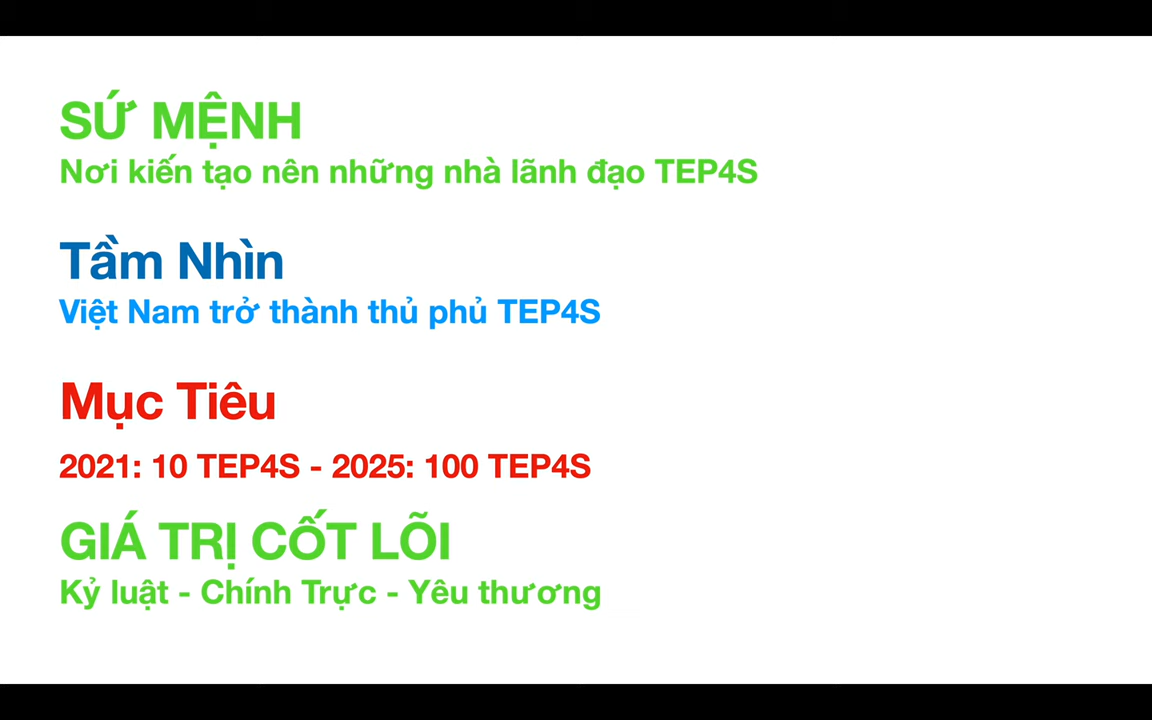 SỨ MỆNH
Nơi kiến tạo nên những nhà lãnh đạo TEP4S
Tầm Nhìn
Việt Nam trở thành thủ phủ TEP4S
Mục Tiêu
2021: 10 TEP4S - 2025: 100 TEP4S
GIÁ TRỊ CỐT LÕI
Kỷ luật - Chính Trực - Yêu thương